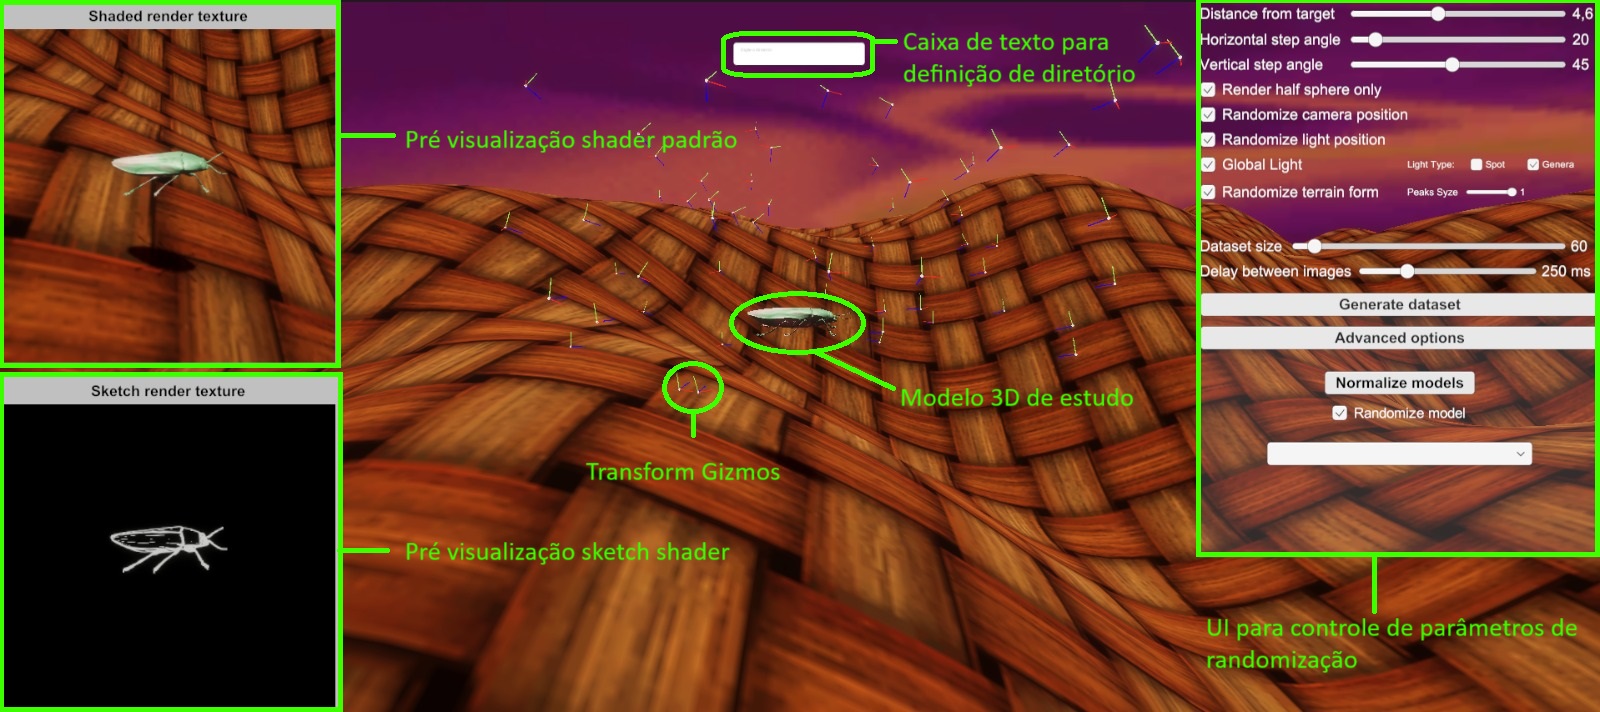 Shaded render texture
Pré visualização shader padrão
Sketch render texture
Pré visualização sketch shader
Caixa de texto para
definição de diretório
Modelo 3D de estudo
Transform Gizmos
Distance from target 4,6
Horizontal step angle 20
Vertical step angle 45
Render half sphere only
Randomize camera position
Randomize light position
Global Light Light Type: Spot Genera
Randomize terrain form Peaks Syze 1
Dataset size 60
Delay between images 250 ms
Generate dataset
Advanced options
Normalize models
Randomize model
UI para controle de parâmetros de
randomização